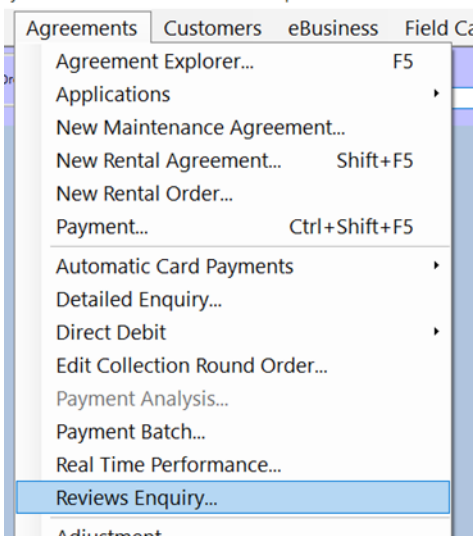 Agreements Customers eBusiness Field
Agreement Explorer... F5
Applications
New Maintenance Agreement...
New Rental Agreement... Shift+F5
New Rental Order...
Payment... Ctrl+Shift+F5
Automatic Card Payments
Detailed Enquiry...
Direct Debit
Edit Collection Round Order...
Payment Analysis...
Payment Batch...
Real Time Performance...
Reviews Enquiry...
Adjustment